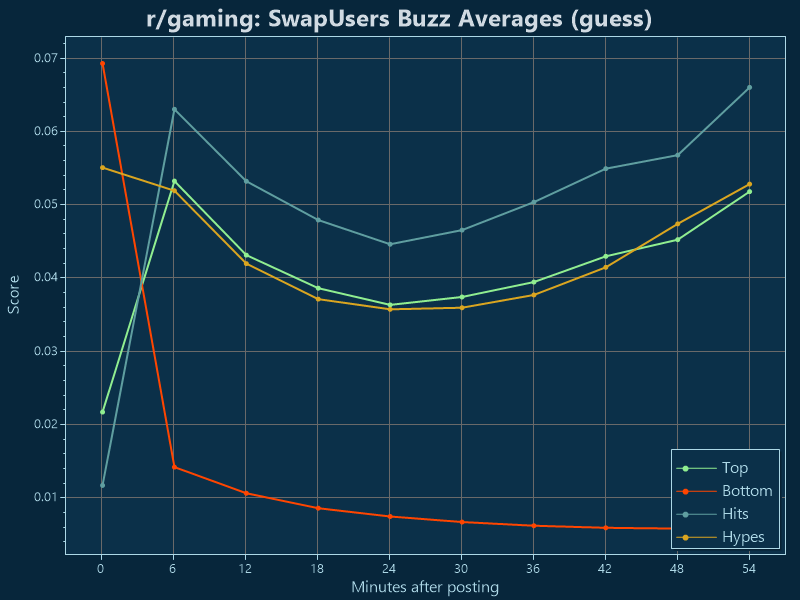 r/gaming: SwapUsers Buzz Averages (guess)
0.07
0.06
0.05
0.04
0.03
0.02
0.01
Score
0 6 12 18 24 30 36 42 48 54
Minutes after posting
Top
Bottom
Hits
Hypes